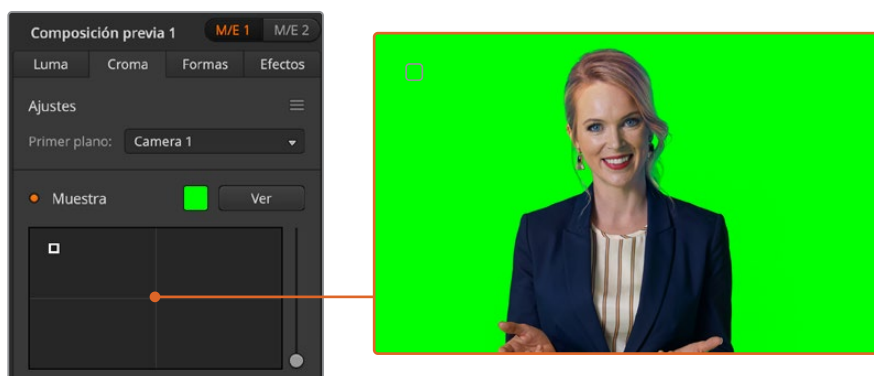 Composición previa 1 M/E 1 M/E 2
Luma Croma Formas Efectos
Ajustes
Primer plano: Camera 1
Muestra Ver